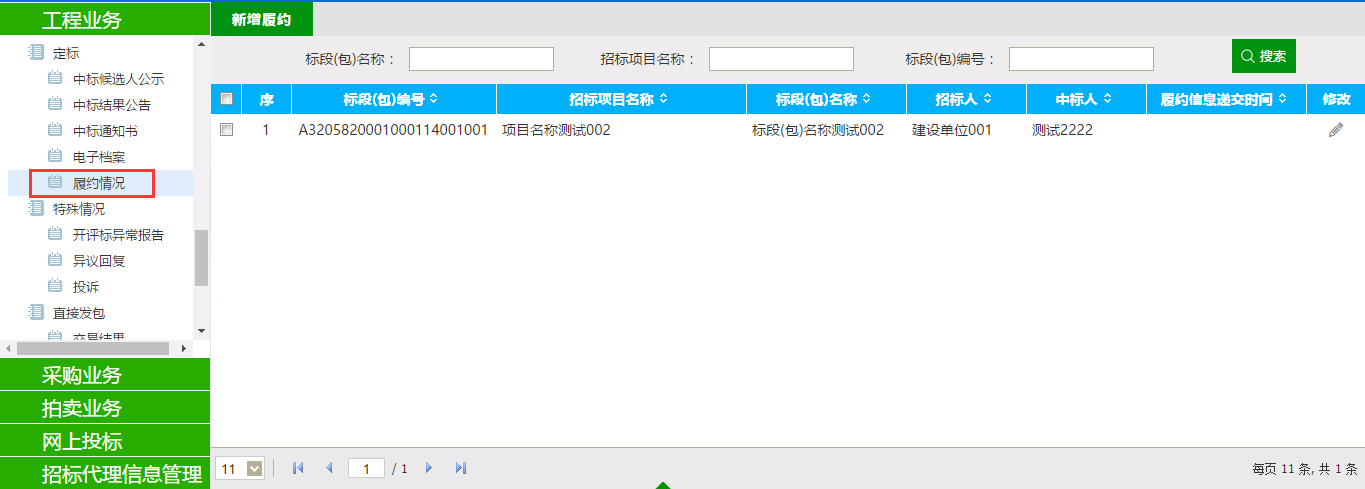 工程业务
定标
中标候选人公示
中标结果公告
中标通知书
电子档案
履约情况
特殊情况
开评标异常报告
异议回复
投诉
直接发包
交易结果
采购业务
拍卖业务
网上投标
招标代理信息管理
新增履约
标段(包)名称： 招标项目名称： 标段(包)编号： 搜索
序 标段(包)编号 招标项目名称 标段(包)名称 招标人 中标人 履约信息递交时间 修改
1 A3205820001000114001001 项目名称测试002 标段(包)名称测试002 建设单位001 测试2222
11 1 / 1 每页 11 条, 共 1 条